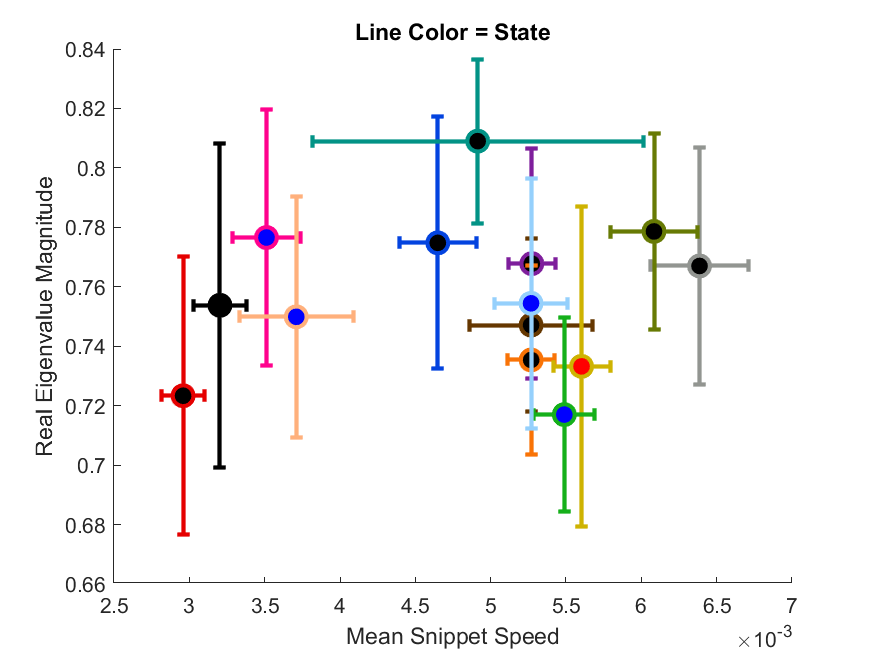 Line Color = State
0.84
0.82
0.8
0.78
0.76
0.74
0.72
0.7
0.68
0.66
Real Eigenvalue Magnitude
2.5 3 3.5 4 4.5 5 5.5 6 6.5 7
Mean Snippet Speed
×10-3